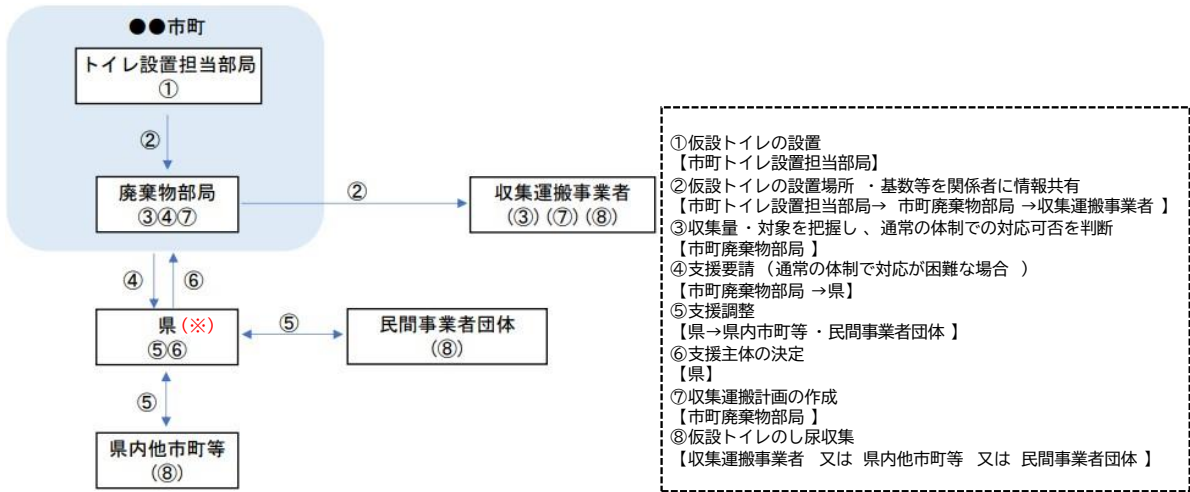 ●●市町
トイレ設置担当部局
①
②
廃棄物部局
③④⑦
②
収集運搬事業者
(③)(⑦)(⑧)
④
⑥
県(※)
⑤⑥
⑤
民間事業者団体
(⑧)
⑤
県内他市町等
(⑧)
①仮設トイレの設置
【市町トイレ設置担当部局】
②仮設トイレの設置場所・基数等を関係者に情報共有
【市町トイレ設置担当部局→ 市町廃棄物部局 →収集運搬事業者 】
③収集量・対象を把握し、通常の体制での対応可否を判断
【市町廃棄物部局 】
④支援要請（通常の体制で対応が困難な場合 ）
【市町廃棄物部局 →県】
⑤支援調整
【県→県内市町等・民間事業者団体 】
⑥支援主体の決定
【県】
⑦収集運搬計画の作成
【市町廃棄物部局 】
⑧仮設トイレのし尿収集
【収集運搬事業者 又は 県内他市町等 又は 民間事業者団体 】